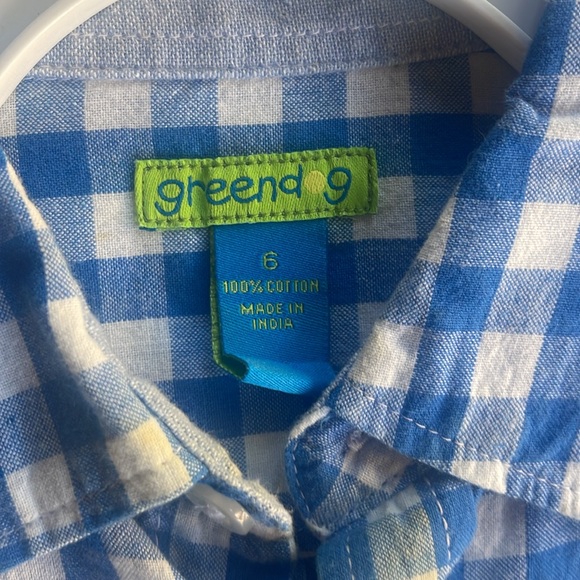 greendog
6
100% COTTON
MADE IN
INDIA